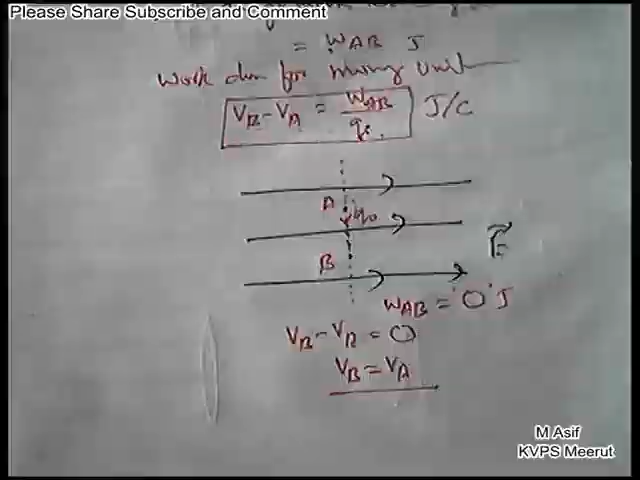 Please Share Subscribe and Comment
= WAB J
Work don for moving unit
VB - VA = WAB/q₀ J/C
A q₀
B
E⃗
WAB = '0' J
VB - VA = 0
VB = VA
M Asif
KVPS Meerut